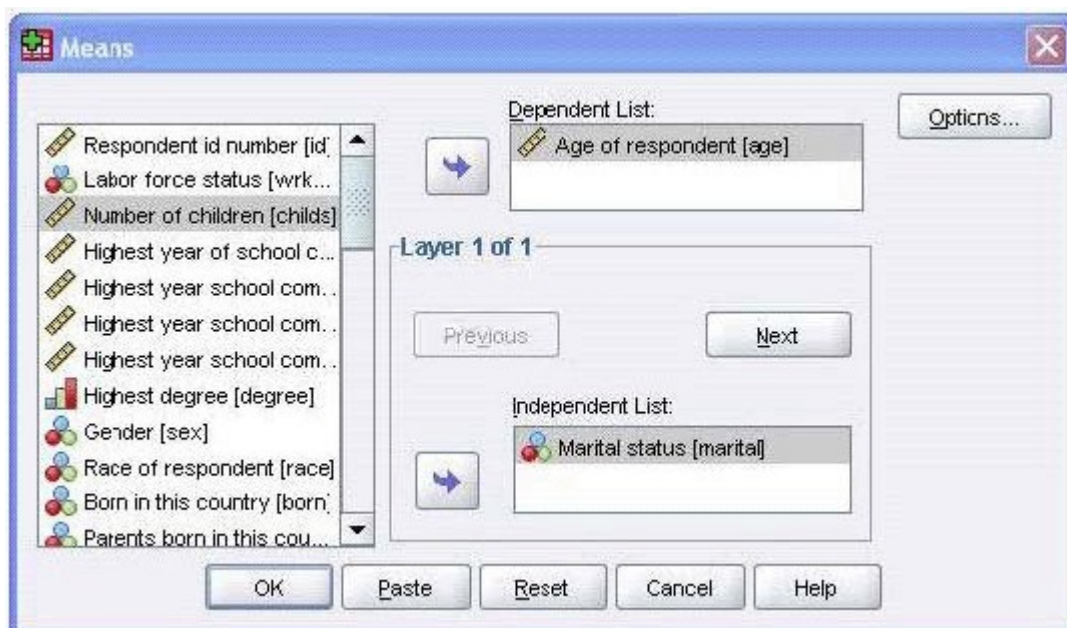 Means
Dependent List:
Options...
Age of respondent [age]
Respondent id number [id]
Labor force status [wrk...
Number of children [childs]
Highest year of school c...
Highest year school com...
Highest year school com...
Highest year school com...
Highest degree [degree]
Gender [sex]
Race of respondent [race]
Born in this country [born]
Parents born in this cou...
Layer 1 of 1
Previous
Next
Independent List:
Marital status [marital]
OK
Paste
Reset
Cancel
Help